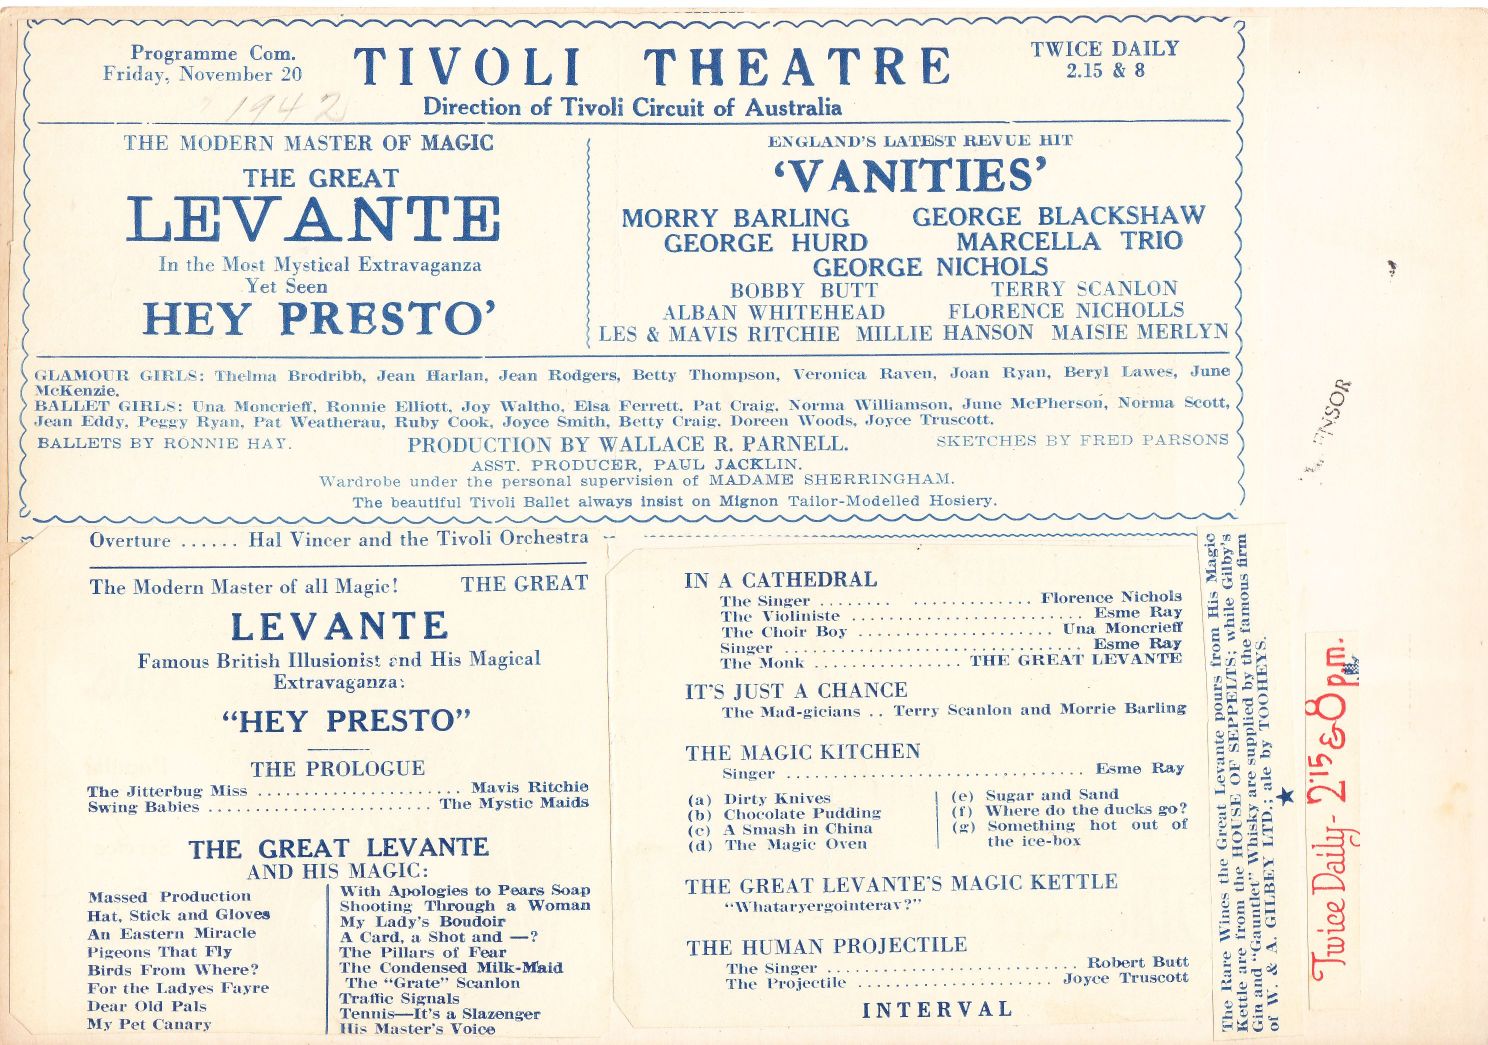 Programme Com.
Friday, November 20
1942
TIVOLI THEATRE
Direction of Tivoli Circuit of Australia
TWICE DAILY
2.15 & 8
THE MODERN MASTER OF MAGIC
THE GREAT
LEVANTE
In the Most Mystical Extravaganza
Yet Seen
HEY PRESTO'
ENGLAND'S LATEST REVUE HIT
'VANITIES'
MORRY BARLING GEORGE BLACKSHAW
GEORGE HURD MARCELLA TRIO
GEORGE NICHOLS
BOBBY BUTT TERRY SCANLON
ALBAN WHITEHEAD FLORENCE NICHOLLS
LES & MAVIS RITCHIE MILLIE HANSON MAISIE MERLYN
GLAMOUR GIRLS: Thelma Brodribb, Jean Harlan, Jean Rodgers, Betty Thompson, Veronica Raven, Joan Ryan, Beryl Lawes, June
McKenzie.
BALLET GIRLS: Una Moncrieff, Ronnie Elliott, Joy Waltho, Elsa Ferrett, Pat Craig, Norma Williamson, June McPherson, Norma Scott,
Jean Eddy, Peggy Ryan, Pat Weatherau, Ruby Cook, Joyce Smith, Betty Craig, Doreen Woods, Joyce Truscott.
BALLETS BY RONNIE HAY. PRODUCTION BY WALLACE R. PARNELL. SKETCHES BY FRED PARSONS
ASST. PRODUCER, PAUL JACKLIN.
Wardrobe under the personal supervision of MADAME SHERRINGHAM.
The beautiful Tivoli Ballet always insist on Mignon Tailor-Modelled Hosiery.
Overture ...... Hal Vincer and the Tivoli Orchestra
The Modern Master of all Magic! THE GREAT
LEVANTE
Famous British Illusionist and His Magical
Extravaganza:
"HEY PRESTO"
THE PROLOGUE
The Jitterbug Miss ...................... Mavis Ritchie
Swing Babies ........................ The Mystic Maids
THE GREAT LEVANTE
AND HIS MAGIC:
Massed Production
Hat, Stick and Gloves
An Eastern Miracle
Pigeons That Fly
Birds From Where?
For the Ladyes Fayre
Dear Old Pals
My Pet Canary
With Apologies to Pears Soap
Shooting Through a Woman
My Lady's Boudoir
A Card, a Shot and —?
The Pillars of Fear
The Condensed Milk-Maid
The "Grate" Scanlon
Traffic Signals
Tennis—It's a Slazenger
His Master's Voice
IN A CATHEDRAL
The Singer ........ ............. Florence Nichols
The Violiniste ......................... Esme Ray
The Choir Boy ..................... Una Moncrieff
Singer ................................. Esme Ray
The Monk ................ THE GREAT LEVANTE
IT'S JUST A CHANCE
The Mad-gicians .. Terry Scanlon and Morrie Barling
THE MAGIC KITCHEN
Singer ................................. Esme Ray
(a) Dirty Knives
(b) Chocolate Pudding
(c) A Smash in China
(d) The Magic Oven
(e) Sugar and Sand
(f) Where do the ducks go?
(g) Something hot out of
the ice-box
THE GREAT LEVANTE'S MAGIC KETTLE
"Whataryergointerav?"
THE HUMAN PROJECTILE
The Singer ........................... Robert Butt
The Projectile ..................... Joyce Truscott
INTERVAL
The Rare Wines the Great Levante pours from His Magic
Kettle are from the HOUSE OF SEPPELTS; while Gilby's
Gin and "Gauntlet" Whisky are supplied by the famous firm
of W. & A. GILBEY LTD.; ale by TOOHEYS.
Twice Daily - 2.15 & 8 p.m.